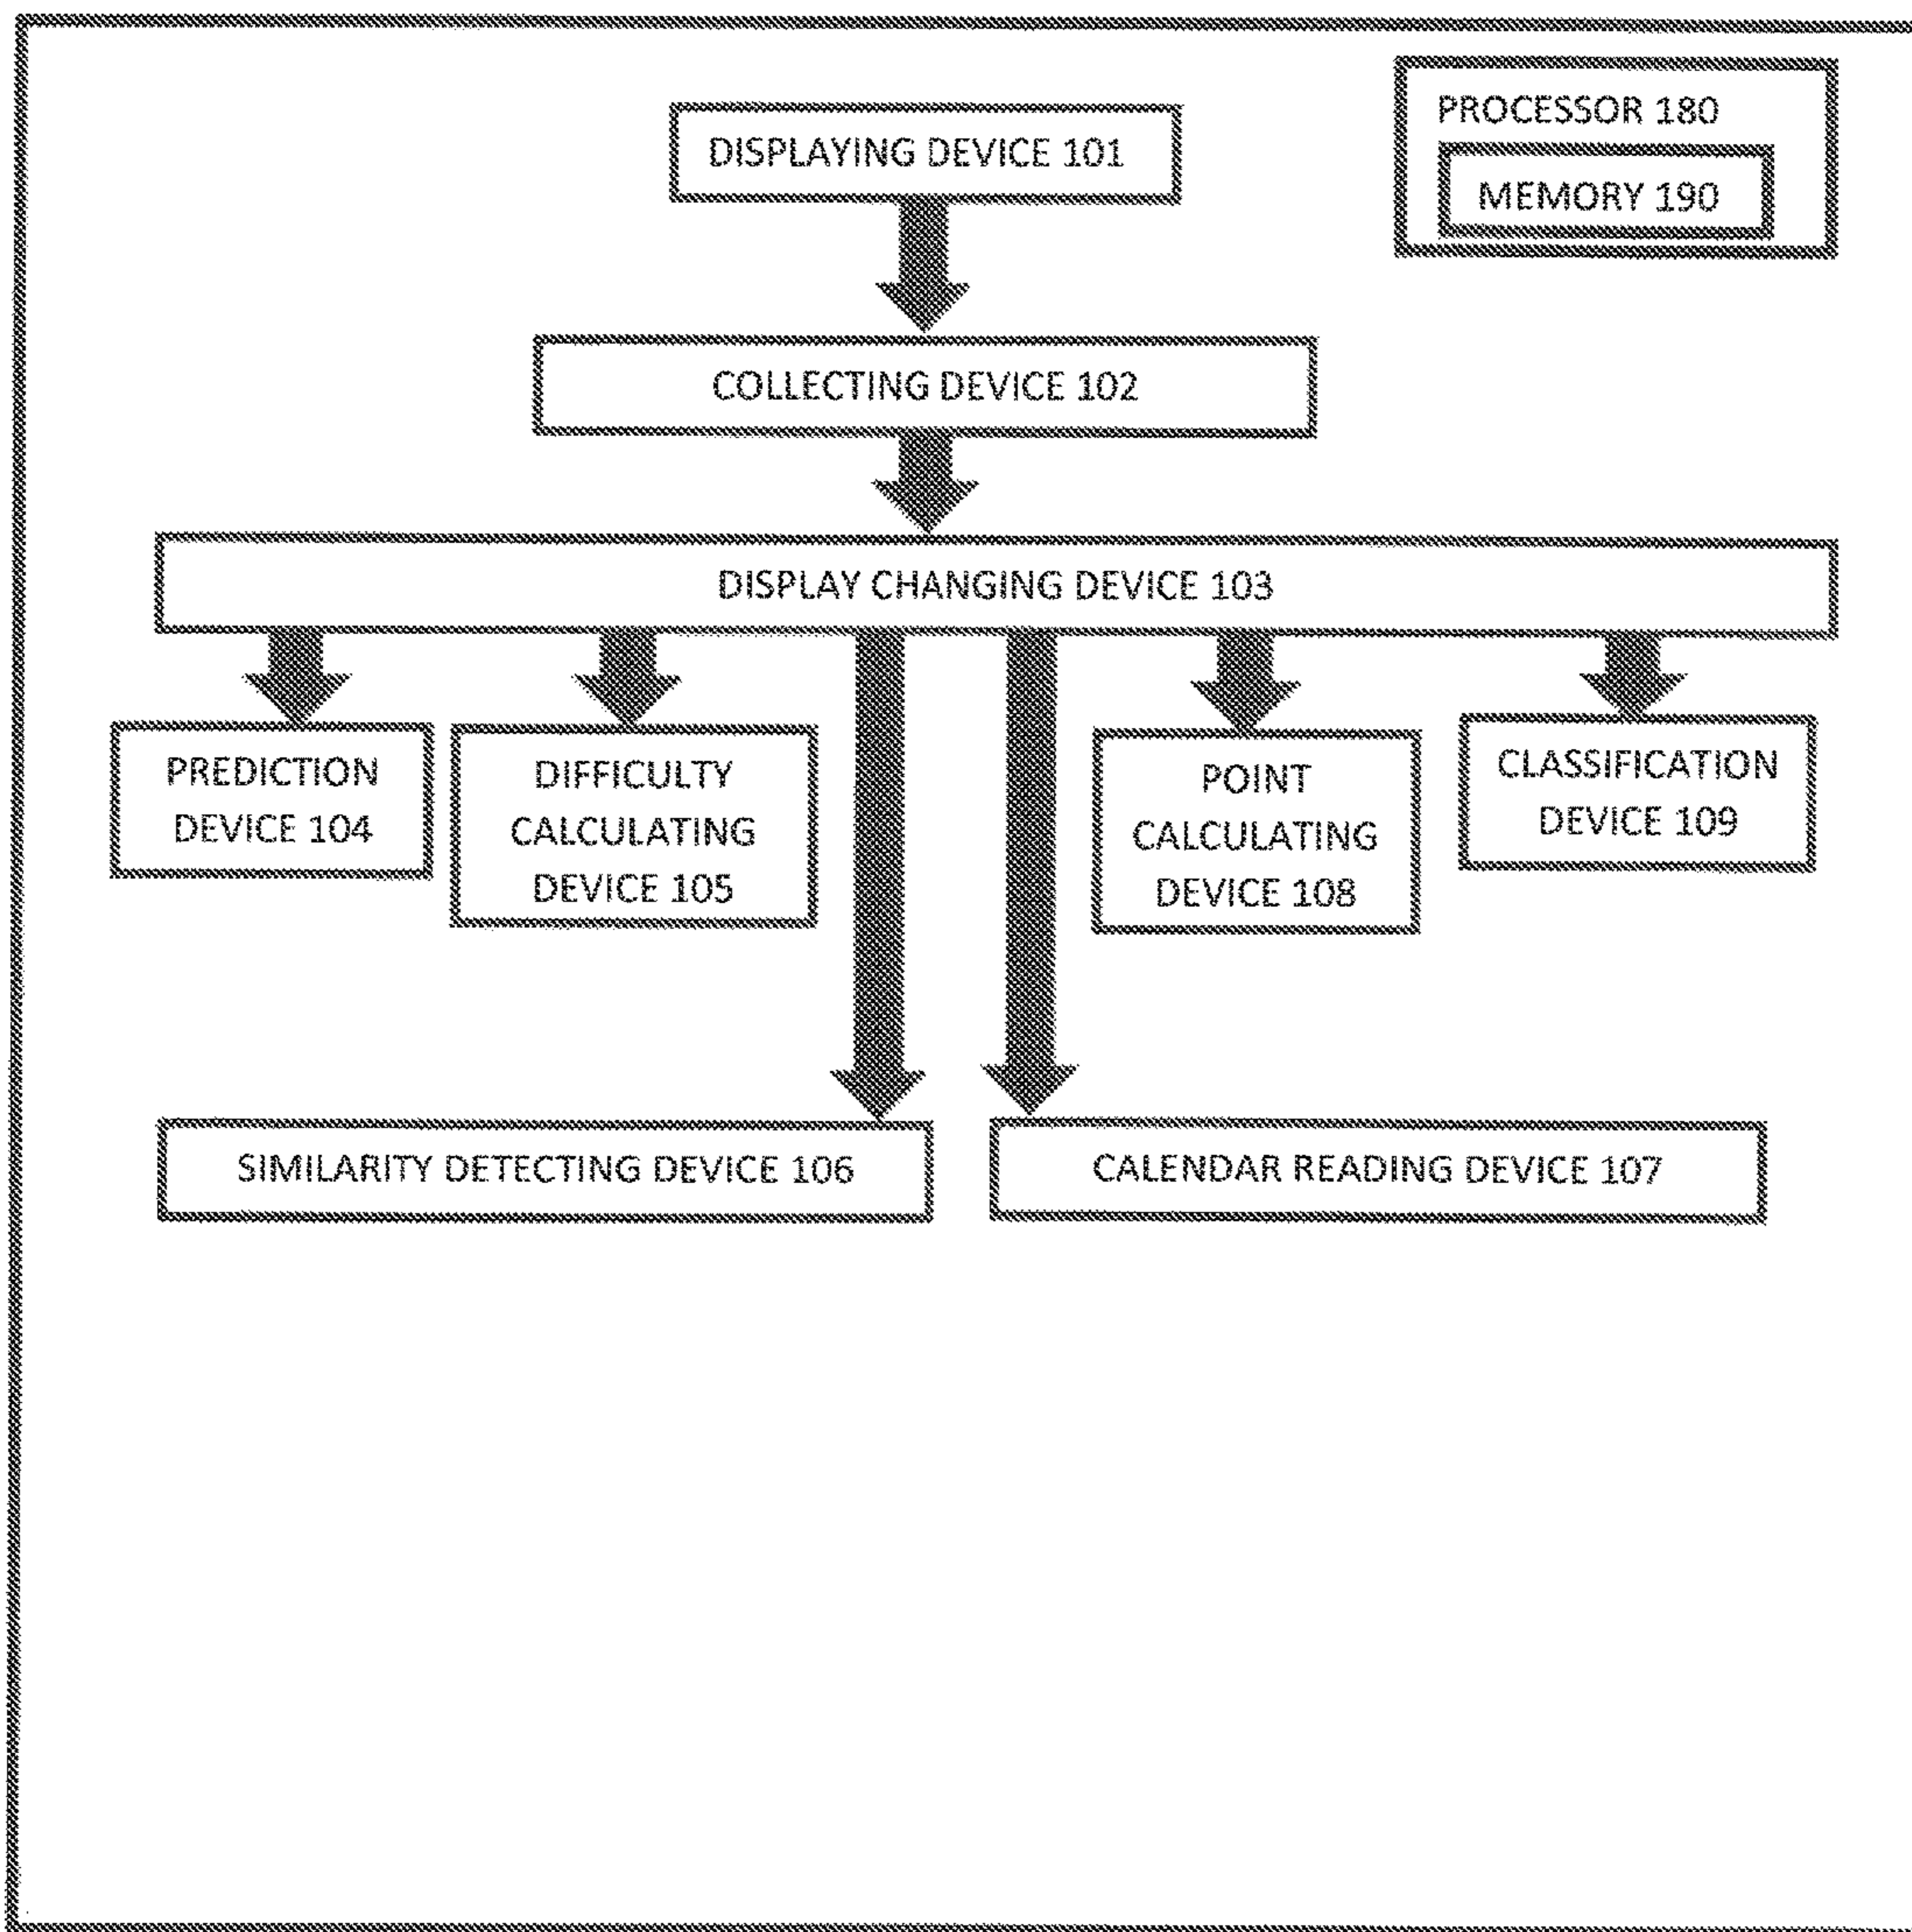 PROCESSOR 180
MEMORY 190
DISPLAYING DEVICE 101
COLLECTING DEVICE 102
DISPLAY CHANGING DEVICE 103
PREDICTION
DEVICE 104
DIFFICULTY
CALCULATING
DEVICE 105
POINT
CALCULATING
DEVICE 108
CLASSIFICATION
DEVICE 109
SIMILARITY DETECTING DEVICE 106
CALENDAR READING DEVICE 107